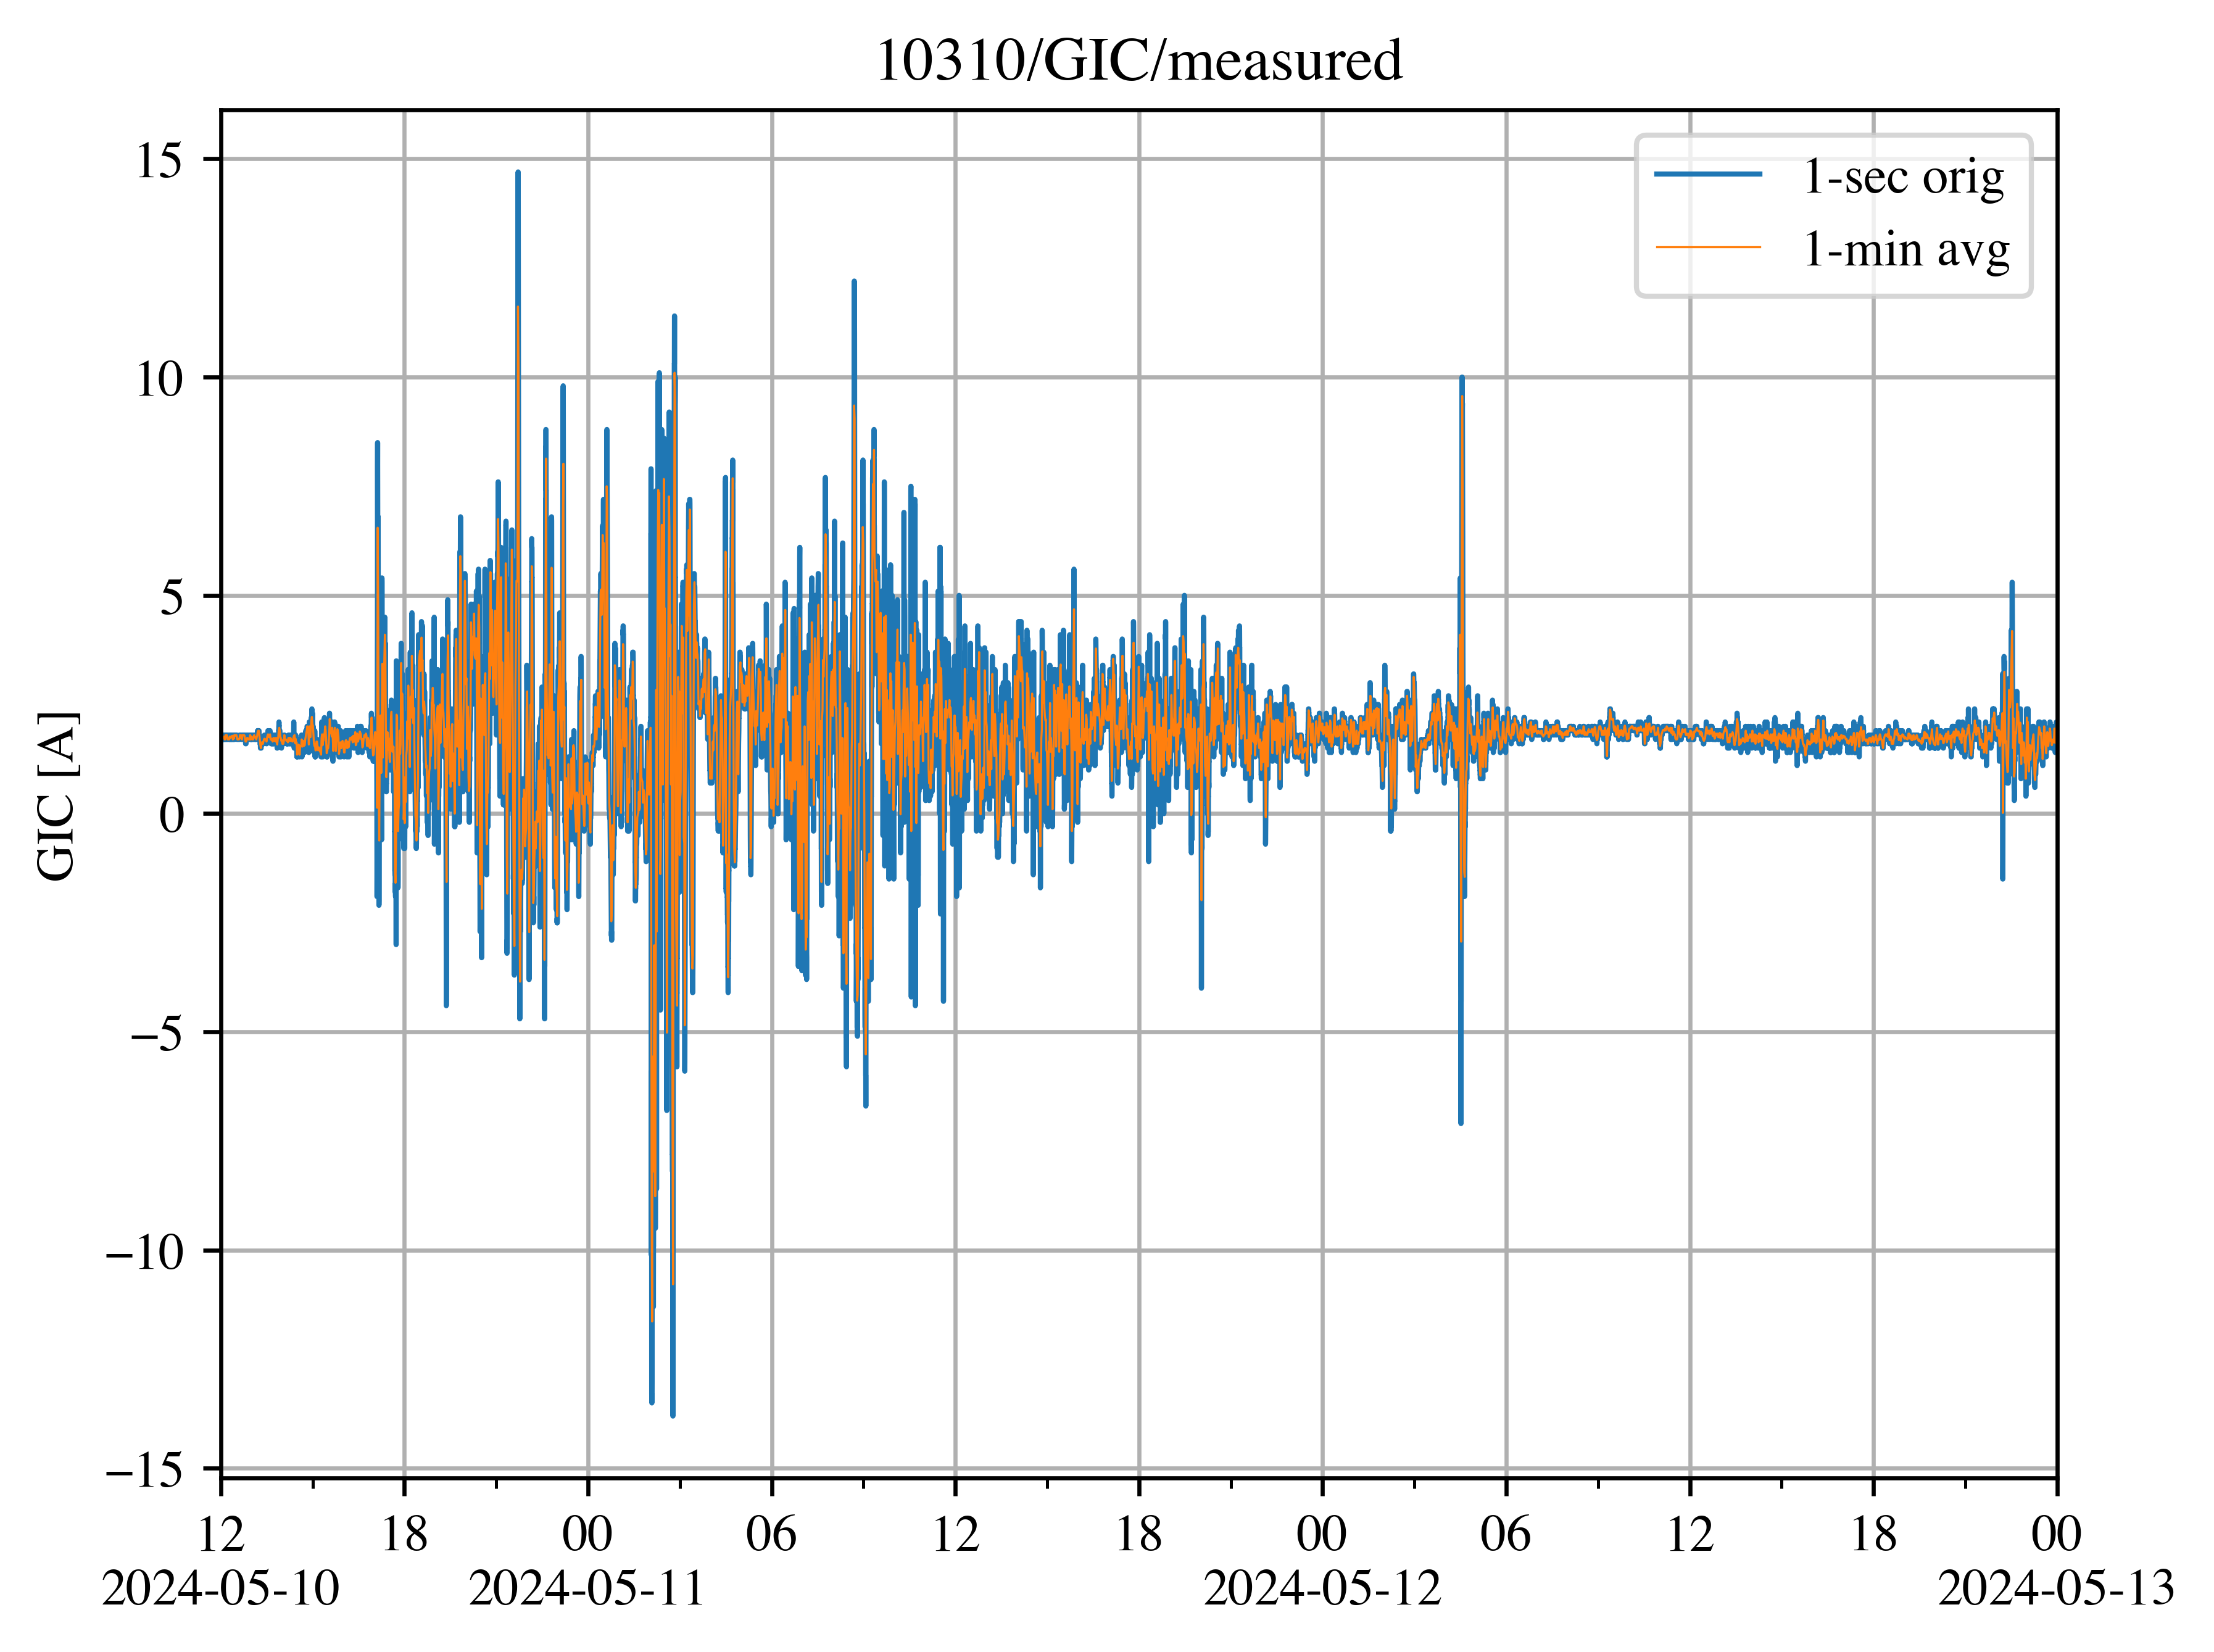 10310/GIC/measured
15
10
5
0
−5
−10
−15
GIC [A]
1-sec orig
1-min avg
12 18 00 06 12 18 00 06 12 18 00
2024-05-10 2024-05-11 2024-05-12 2024-05-13